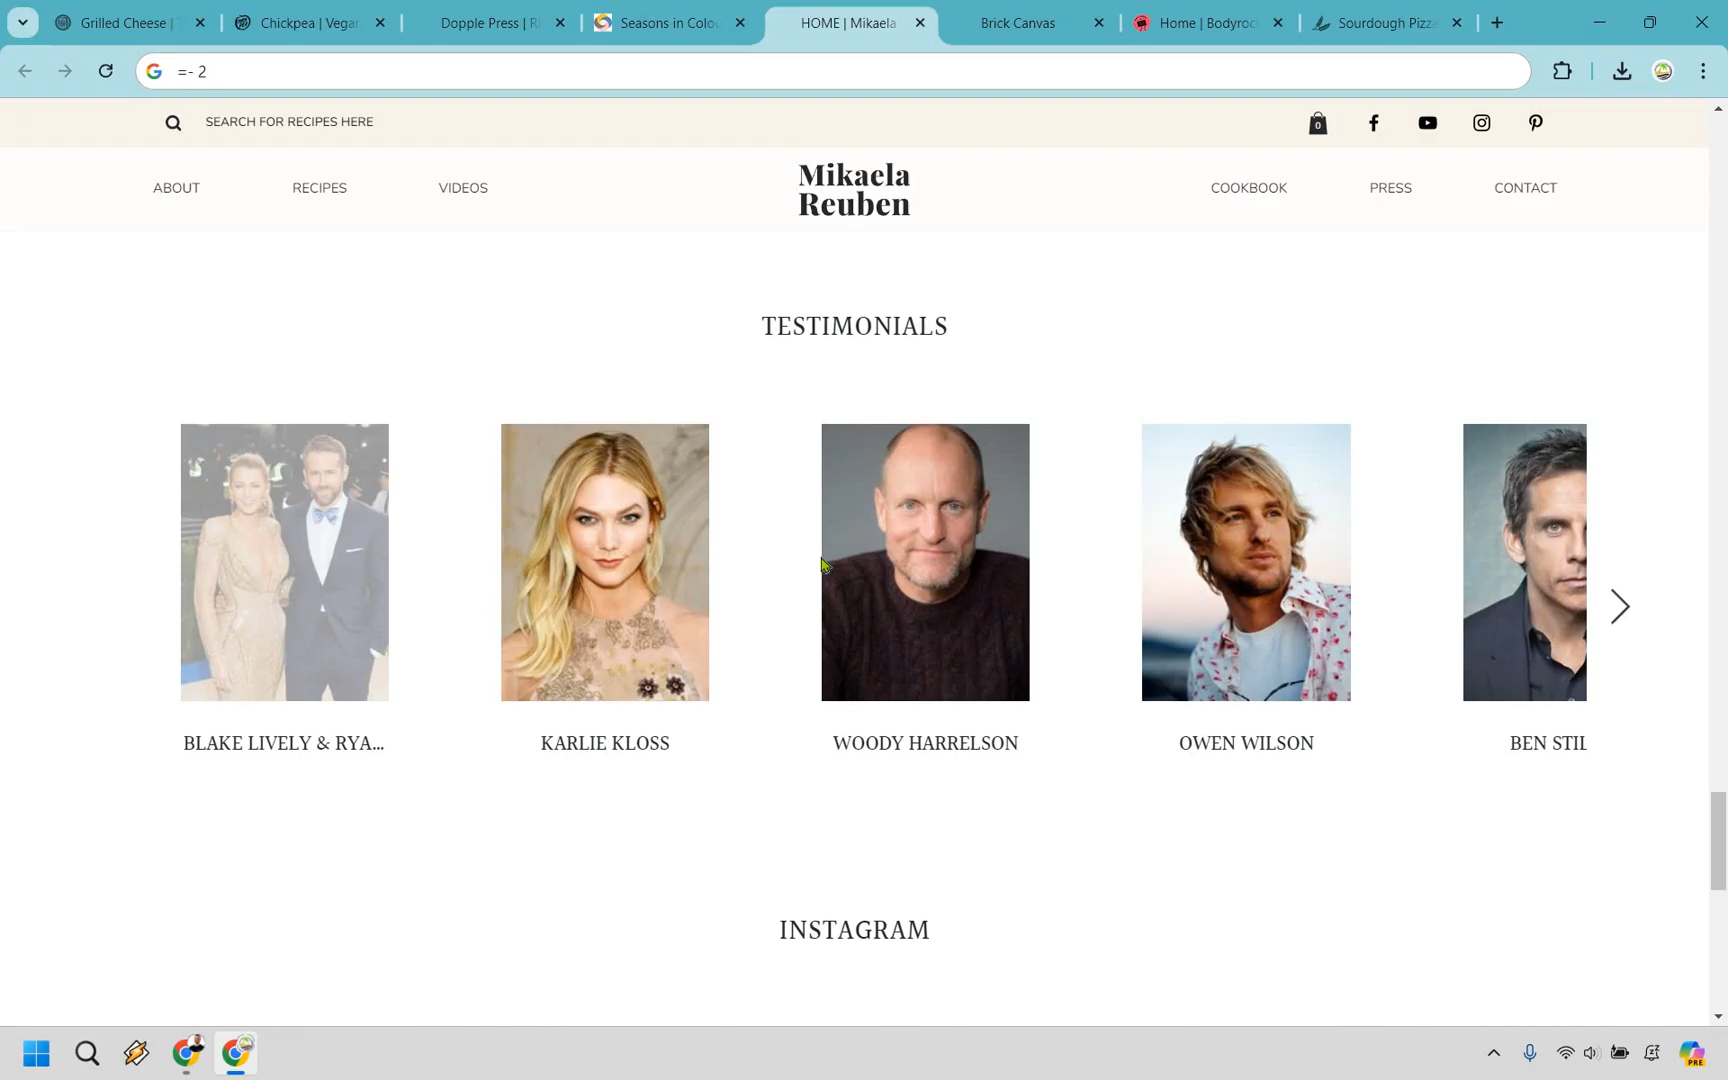 Grilled Cheese | T
Chickpea | Vegan
Dopple Press | R
Seasons in Colou
HOME | Mikaela
Brick Canvas
Home | Bodyroc
Sourdough Pizza
=- 2
SEARCH FOR RECIPES HERE
0
ABOUT
RECIPES
VIDEOS
Mikaela
Reuben
COOKBOOK
PRESS
CONTACT
TESTIMONIALS
BLAKE LIVELY & RYA...
KARLIE KLOSS
WOODY HARRELSON
OWEN WILSON
BEN STIL
INSTAGRAM
PRE